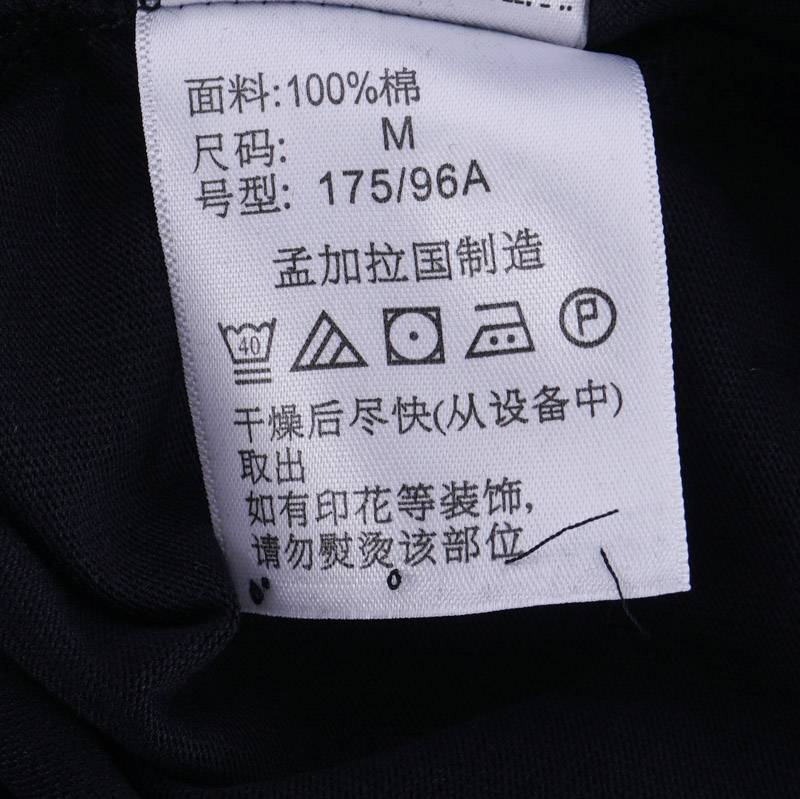 面料:100%棉
尺码: M
号型: 175/96A
孟加拉国制造
40 P
干燥后尽快(从设备中)
取出
如有印花等装饰,
请勿熨烫该部位